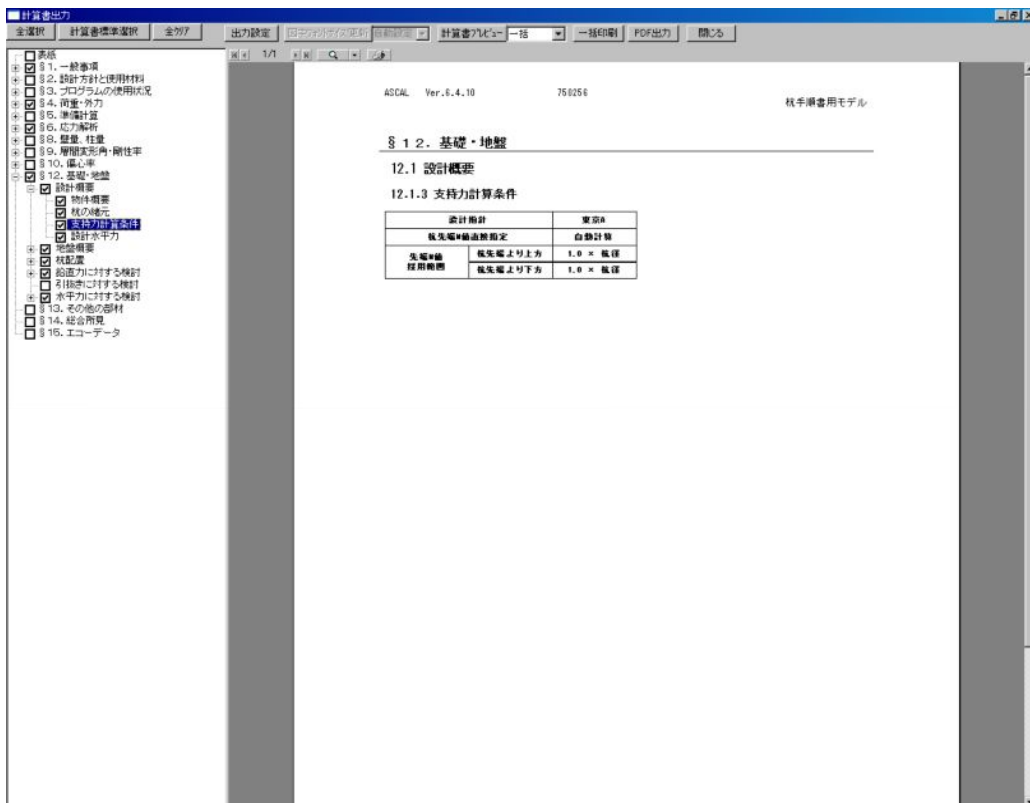 計算書出力
全選択 計算書標準選択 全クリア 出力設定 自動設定 計算書プレビュー 一括 一括印刷 PDF出力 閉じる
1/1
表紙
§1. 一般事項
§2. 設計方針と使用材料
§3. プログラムの使用状況
§4. 荷重・外力
§5. 準備計算
§6. 応力解析
§8. 壁量、柱量
§9. 層間変形角・剛性率
§10. 偏心率
§12. 基礎・地盤
設計概要
物件概要
杭の諸元
支持力計算条件
設計水平力
地盤概要
杭配置
鉛直力に対する検討
引抜きに対する検討
水平力に対する検討
§13. その他の部材
§14. 総合所見
§15. エコーデータ
ASCAL Ver.6.4.10 750256
杭手順書用モデル
§12. 基礎・地盤
12.1 設計概要
12.1.3 支持力計算条件
設計指針 東京A
杭先端N値直接指定 自動計算
先端N値 採用範囲 杭先端より上方 1.0 × 杭径
杭先端より下方 1.0 × 杭径